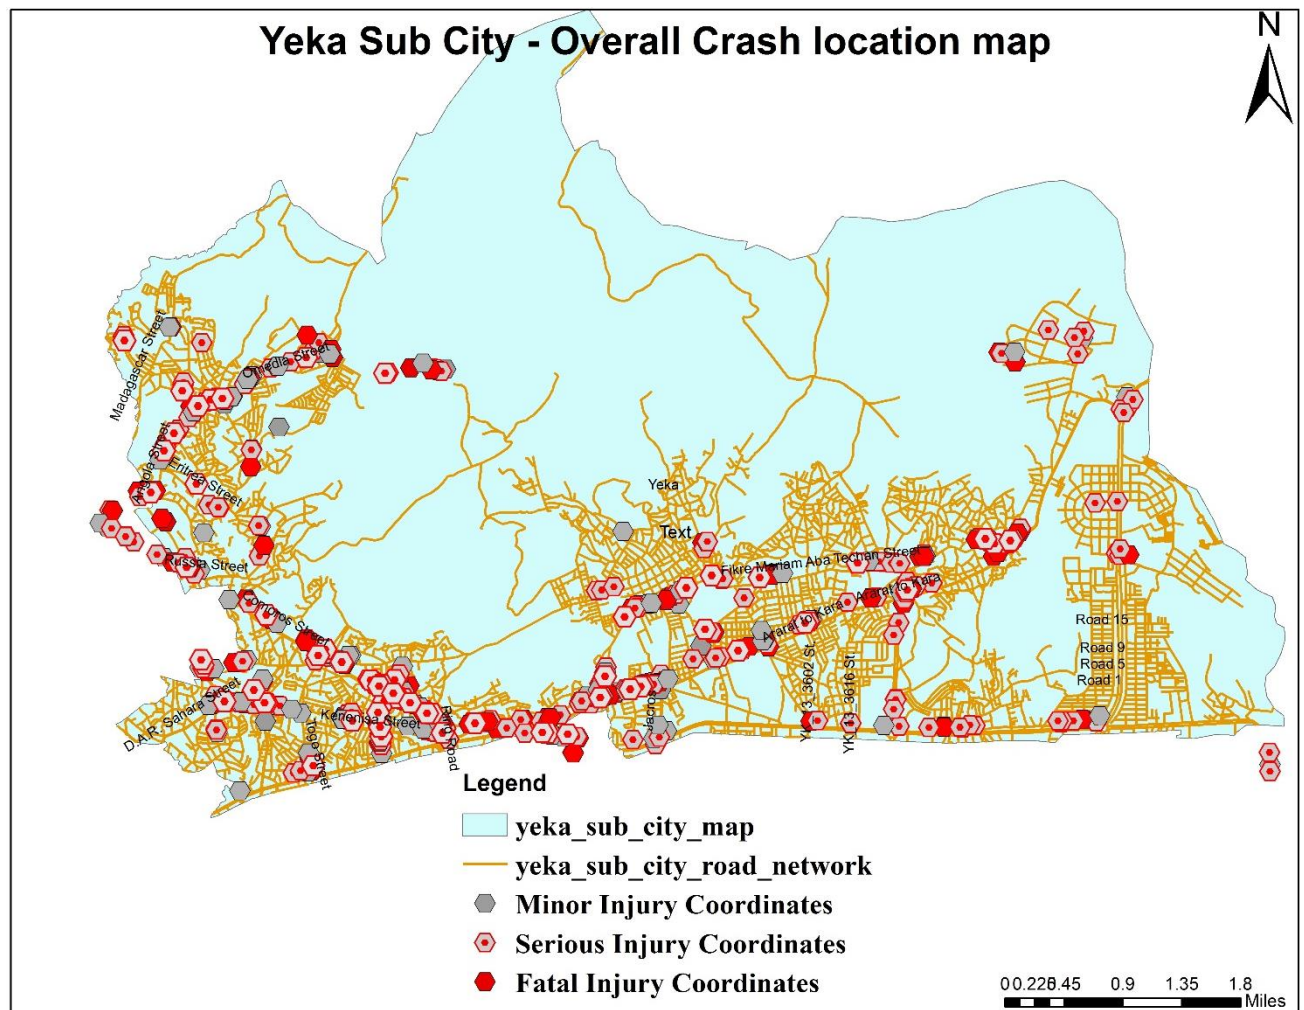 Yeka Sub City - Overall Crash location map
N
Madagascar Street
Omedla Street
Angola Street
Eritrea Street
Russia Street
Comoros Street
D.A.R. Sahara Street
Kenenisa Street
Togo Street
Ring Road
Yeka
Text
Fikre Mariam Aba Techan Street
Ararat to Kara
Ararat to Kara
Jacros
YK_13_3602 St.
YK_13_3616 St.
Road 15
Road 9
Road 5
Road 1
Legend
yeka_sub_city_map
yeka_sub_city_road_network
Minor Injury Coordinates
Serious Injury Coordinates
Fatal Injury Coordinates
0 0.225 0.45 0.9 1.35 1.8
Miles